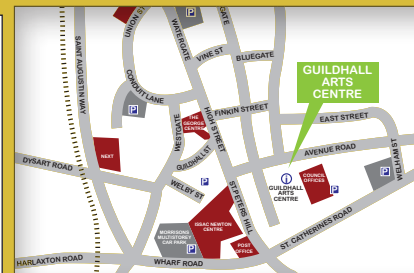 UNION ST
WATERGATE
GATE
P
SAINT AUGUSTIN WAY
VINE ST
BLUEGATE
GUILDHALL
ARTS
CENTRE
CONDUIT LANE
P
HIGH STREET
FINKIN STREET
THE
GEORGE
CENTRE
EAST STREET
WESTGATE
NEXT
GUILDHALL ST
AVENUE ROAD
WELHAM ST
DYSART ROAD
P
WELBY ST
i
GUILDHALL
ARTS
CENTRE
COUNCIL
OFFICES
P
P
ST.PETERS HILL
ISSAC NEWTON
CENTRE
MORRISONS
MULTISTOREY
CAR PARK
P
POST
OFFICE
ST. CATHERINES ROAD
HARLAXTON ROAD
WHARF ROAD